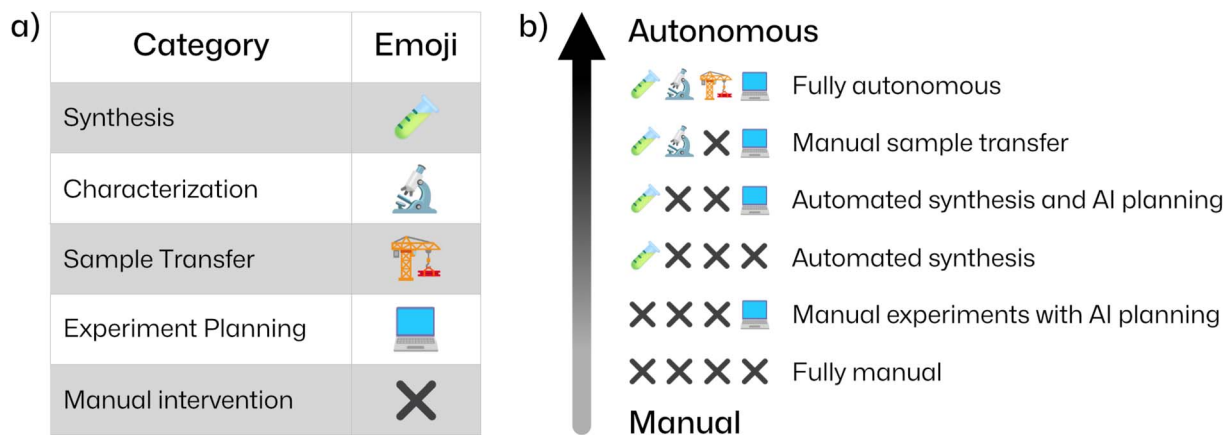 a)
Category Emoji
Synthesis
Characterization
Sample Transfer
Experiment Planning
Manual intervention
b)
Autonomous
Fully autonomous
Manual sample transfer
Automated synthesis and AI planning
Automated synthesis
Manual experiments with AI planning
Fully manual
Manual